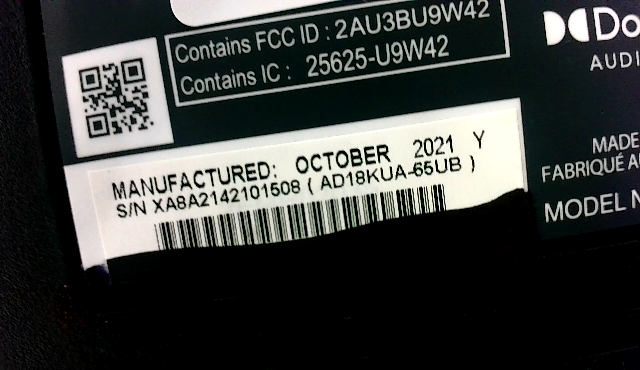 Contains FCC ID : 2AU3BU9W42
Contains IC : 25625-U9W42
AUDI
MANUFACTURED: OCTOBER 2021 Y
S/N XA8A2142101508 ( AD18KUA-65UB )
MADE
FABRIQUÉ
MODEL